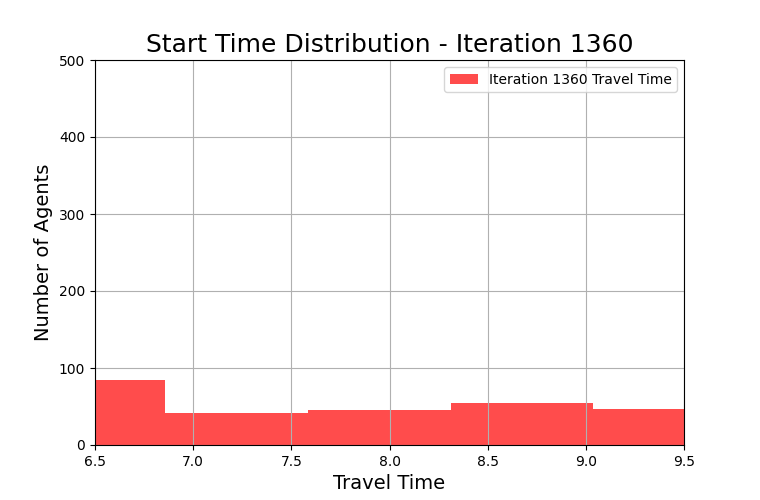 Start Time Distribution - Iteration 1360
Iteration 1360 Travel Time
Number of Agents
500
400
300
200
100
0
6.5 7.0 7.5 8.0 8.5 9.0 9.5
Travel Time